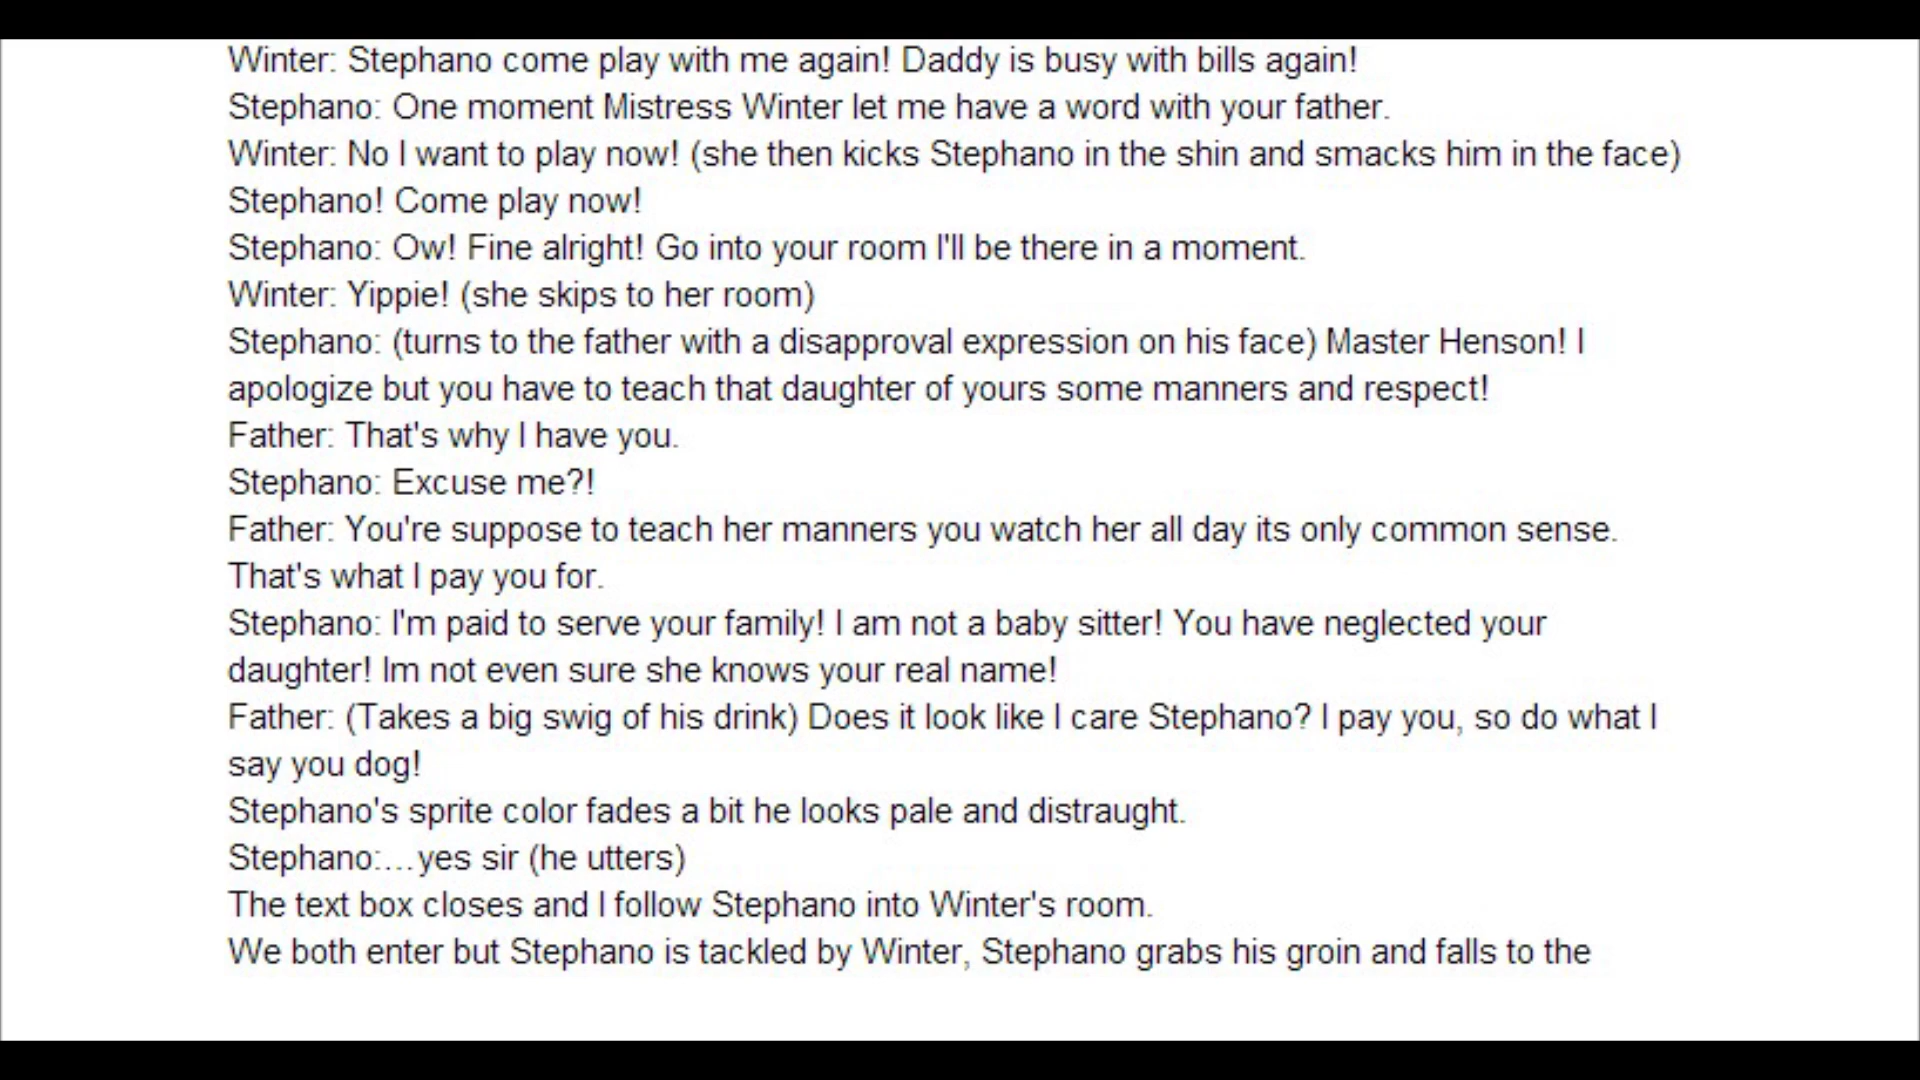 Winter: Stephano come play with me again! Daddy is busy with bills again!
Stephano: One moment Mistress Winter let me have a word with your father.
Winter: No I want to play now! (she then kicks Stephano in the shin and smacks him in the face)
Stephano! Come play now!
Stephano: Ow! Fine alright! Go into your room I'll be there in a moment.
Winter: Yippie! (she skips to her room)
Stephano: (turns to the father with a disapproval expression on his face) Master Henson! I
apologize but you have to teach that daughter of yours some manners and respect!
Father: That's why I have you.
Stephano: Excuse me?!
Father: You're suppose to teach her manners you watch her all day its only common sense.
That's what I pay you for.
Stephano: I'm paid to serve your family! I am not a baby sitter! You have neglected your
daughter! Im not even sure she knows your real name!
Father: (Takes a big swig of his drink) Does it look like I care Stephano? I pay you, so do what I
say you dog!
Stephano's sprite color fades a bit he looks pale and distraught.
Stephano:...yes sir (he utters)
The text box closes and I follow Stephano into Winter's room.
We both enter but Stephano is tackled by Winter, Stephano grabs his groin and falls to the